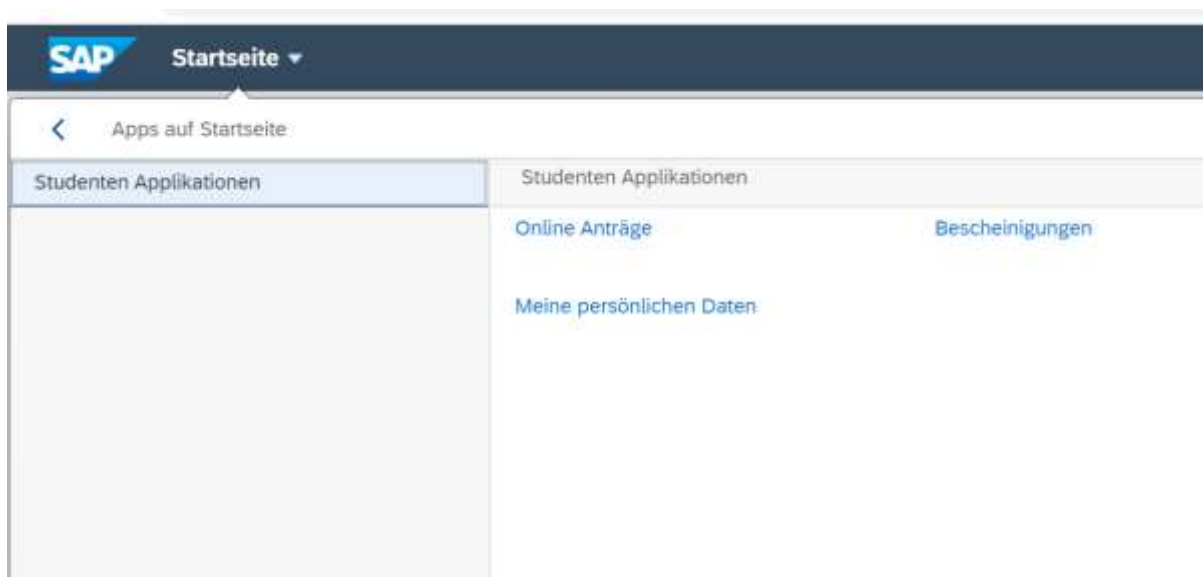 SAP Startseite
Apps auf Startseite
Studenten Applikationen
Studenten Applikationen
Online Anträge Bescheinigungen
Meine persönlichen Daten